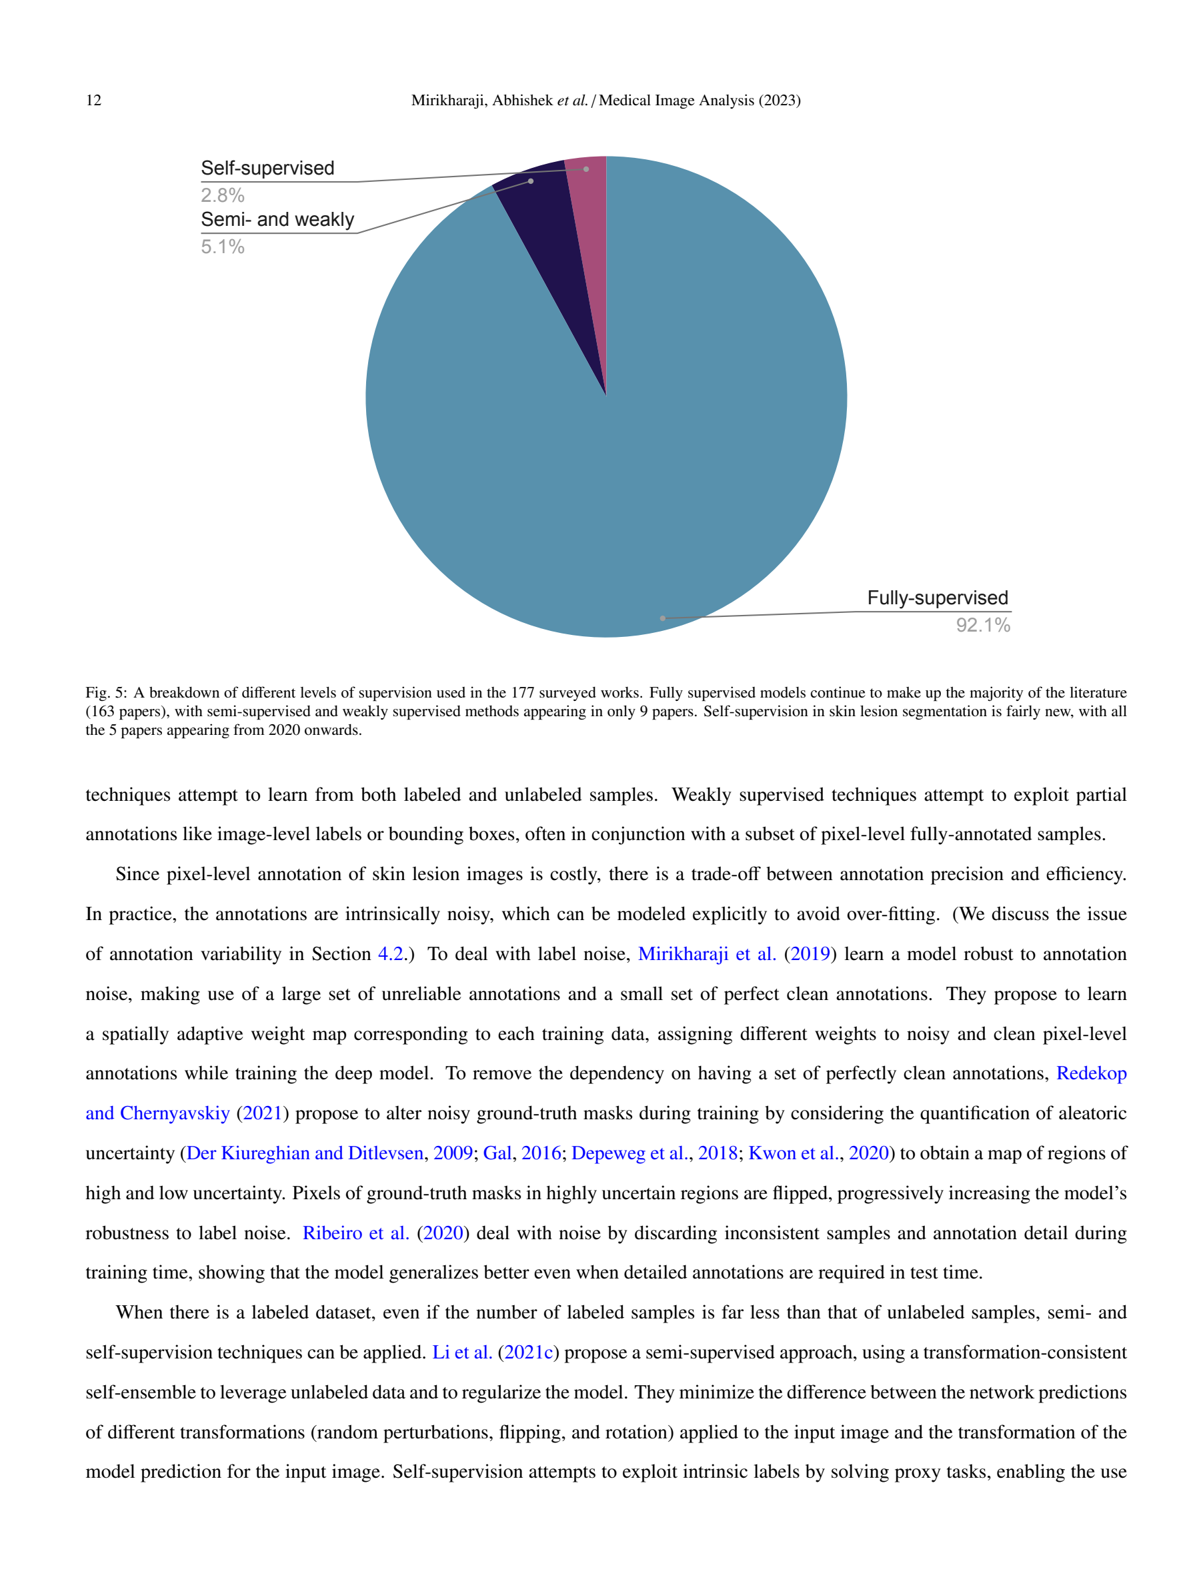 12
Mirikharaji, Abhishek et al. / Medical Image Analysis (2023)
Self-supervised
2.8%
Semi- and weakly
5.1%
Fully-supervised
92.1%
Fig. 5: A breakdown of different levels of supervision used in the 177 surveyed works. Fully supervised models continue to make up the majority of the literature
(163 papers), with semi-supervised and weakly supervised methods appearing in only 9 papers. Self-supervision in skin lesion segmentation is fairly new, with all
the 5 papers appearing from 2020 onwards.
techniques attempt to learn from both labeled and unlabeled samples. Weakly supervised techniques attempt to exploit partial
annotations like image-level labels or bounding boxes, often in conjunction with a subset of pixel-level fully-annotated samples.
Since pixel-level annotation of skin lesion images is costly, there is a trade-off between annotation precision and efficiency.
In practice, the annotations are intrinsically noisy, which can be modeled explicitly to avoid over-fitting. (We discuss the issue
of annotation variability in Section 4.2.) To deal with label noise, Mirikharaji et al. (2019) learn a model robust to annotation
noise, making use of a large set of unreliable annotations and a small set of perfect clean annotations. They propose to learn
a spatially adaptive weight map corresponding to each training data, assigning different weights to noisy and clean pixel-level
annotations while training the deep model. To remove the dependency on having a set of perfectly clean annotations, Redekop
and Chernyavskiy (2021) propose to alter noisy ground-truth masks during training by considering the quantification of aleatoric
uncertainty (Der Kiureghian and Ditlevsen, 2009; Gal, 2016; Depeweg et al., 2018; Kwon et al., 2020) to obtain a map of regions of
high and low uncertainty. Pixels of ground-truth masks in highly uncertain regions are flipped, progressively increasing the model's
robustness to label noise. Ribeiro et al. (2020) deal with noise by discarding inconsistent samples and annotation detail during
training time, showing that the model generalizes better even when detailed annotations are required in test time.
When there is a labeled dataset, even if the number of labeled samples is far less than that of unlabeled samples, semi- and
self-supervision techniques can be applied. Li et al. (2021c) propose a semi-supervised approach, using a transformation-consistent
self-ensemble to leverage unlabeled data and to regularize the model. They minimize the difference between the network predictions
of different transformations (random perturbations, flipping, and rotation) applied to the input image and the transformation of the
model prediction for the input image. Self-supervision attempts to exploit intrinsic labels by solving proxy tasks, enabling the use